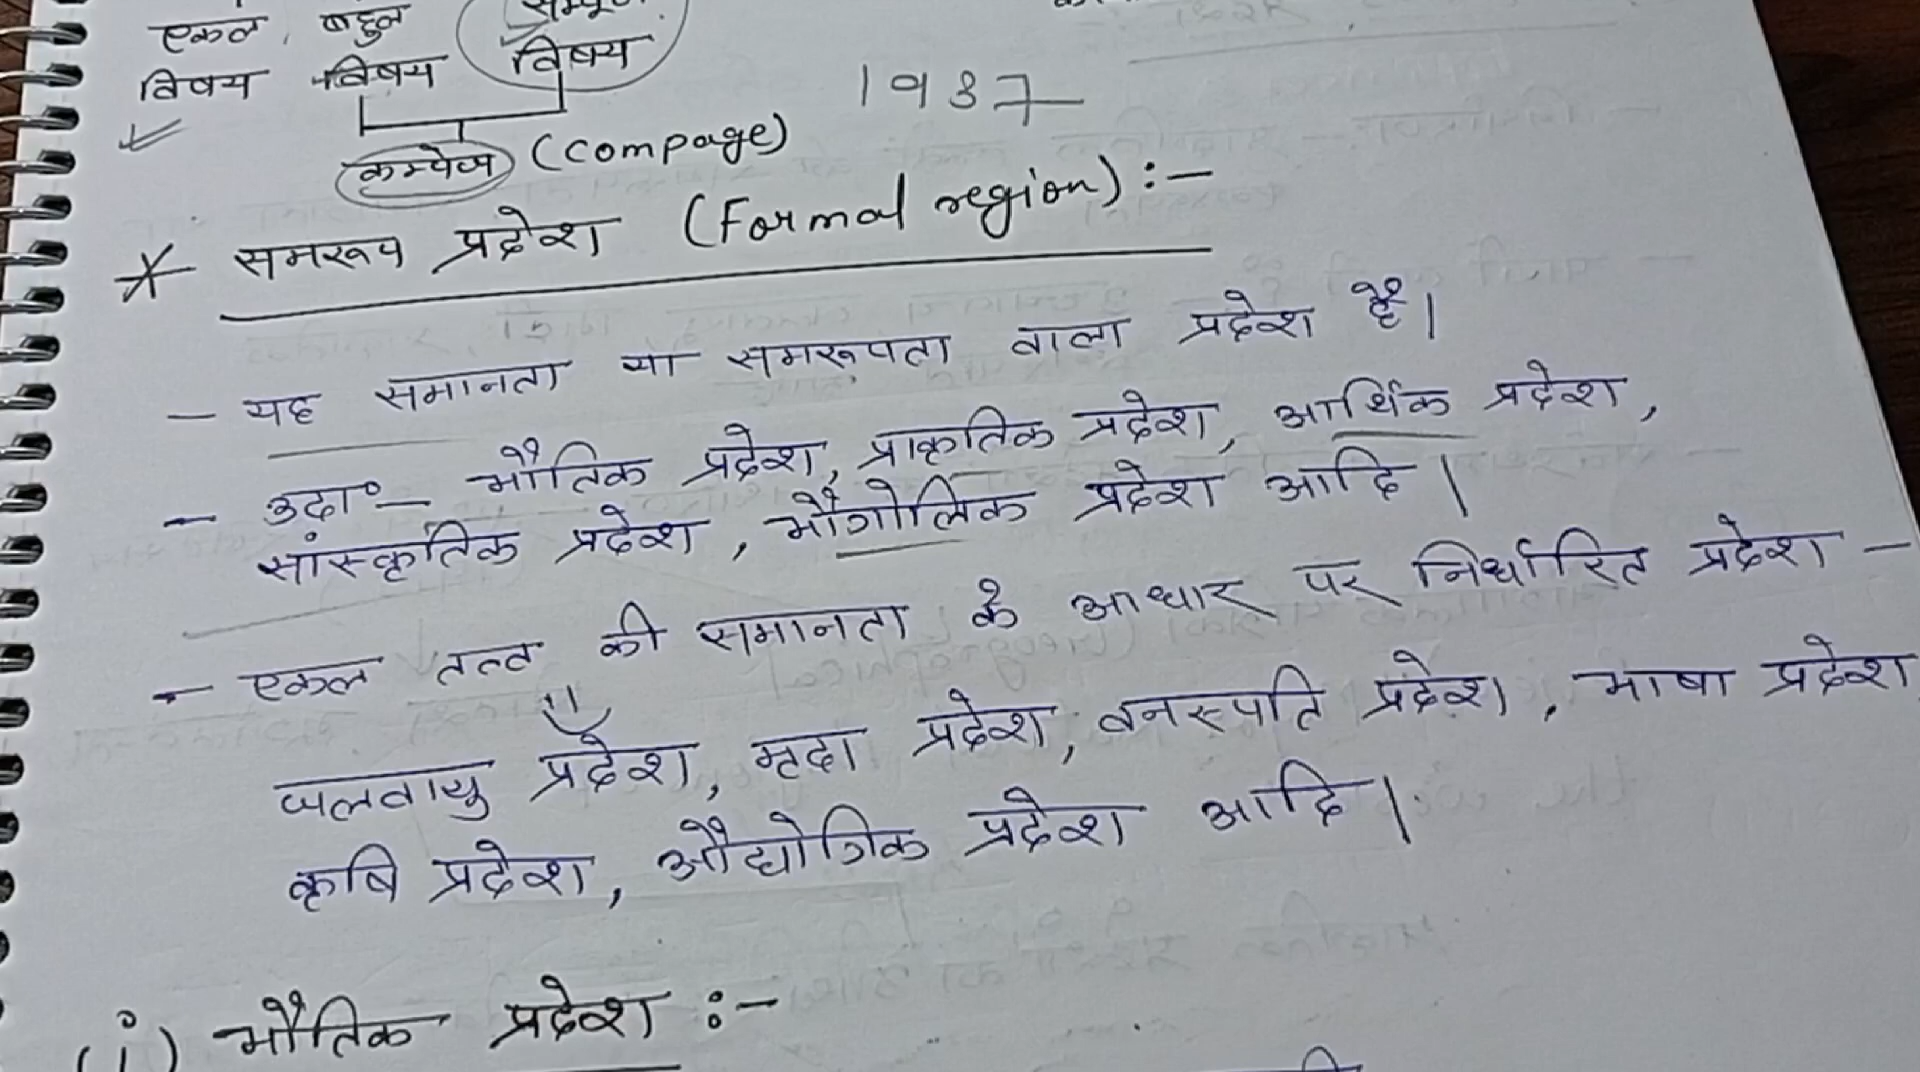 एकल, बहुल सम्पूर्ण
विषय विषय विषय
1937
कम्पेज (compage)
* समरूप प्रदेश (Formal region) :-
- यह समानता या समरूपता वाला प्रदेश है।
- उदा० - भौतिक प्रदेश, प्राकृतिक प्रदेश, आर्थिक प्रदेश,
सांस्कृतिक प्रदेश, भौगोलिक प्रदेश आदि।
- एकल तत्व की समानता के आधार पर निर्धारित प्रदेश -
जलवायु प्रदेश, मृदा प्रदेश, वनस्पति प्रदेश, भाषा प्रदेश
कृषि प्रदेश, औद्योगिक प्रदेश आदि।
(i) भौतिक प्रदेश :-